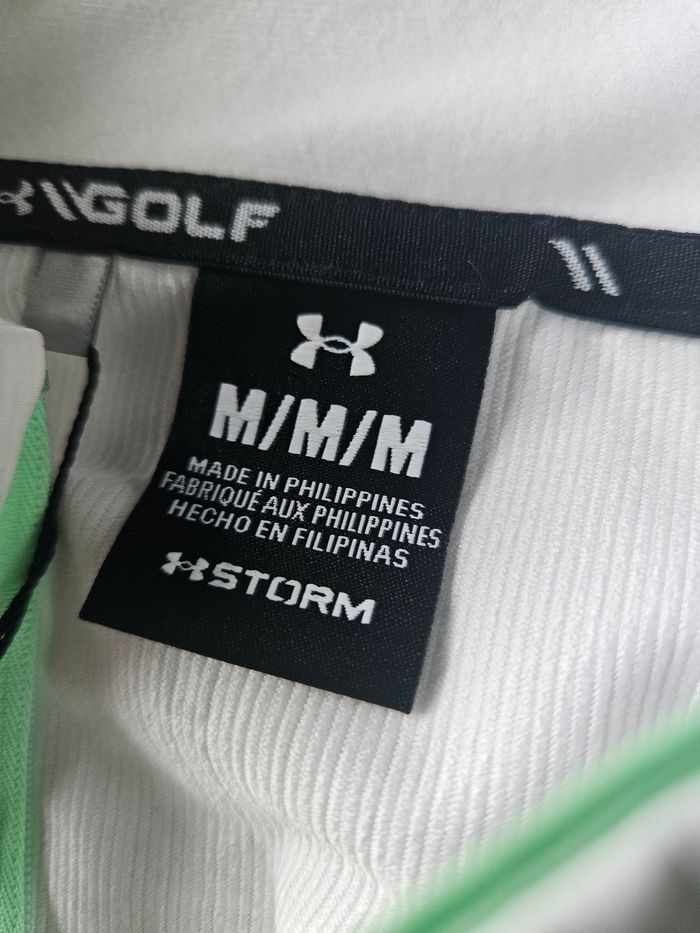 \\GOLF
\\
M/M/M
MADE IN PHILIPPINES
FABRIQUÉ AUX PHILIPPINES
HECHO EN FILIPINAS
STORM